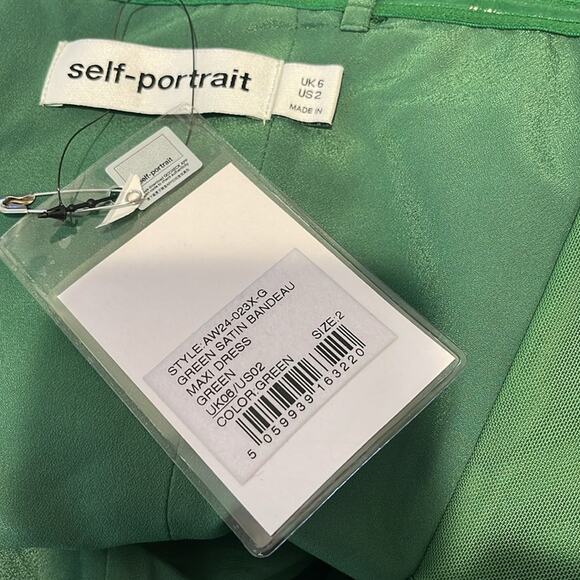 self-portrait
UK 6
US 2
MADE IN
self-portrait
STYLE:AW24-023X-G
GREEN SATIN BANDEAU
MAXI DRESS
GREEN
UK06/US02
COLOR:GREEN
SIZE:2
5 059939 163220